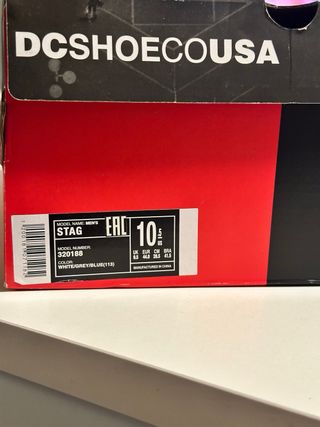 DCSHOECOUSA
MODEL NAME: MEN'S
STAG
EAC
MODEL NUMBER:
320188
COLOR:
WHITE/GREY/BLUE(113)
10.5 US
UK EUR CM BRA
9.5 44.0 28.5 41.5
MANUFACTURED IN CHINA